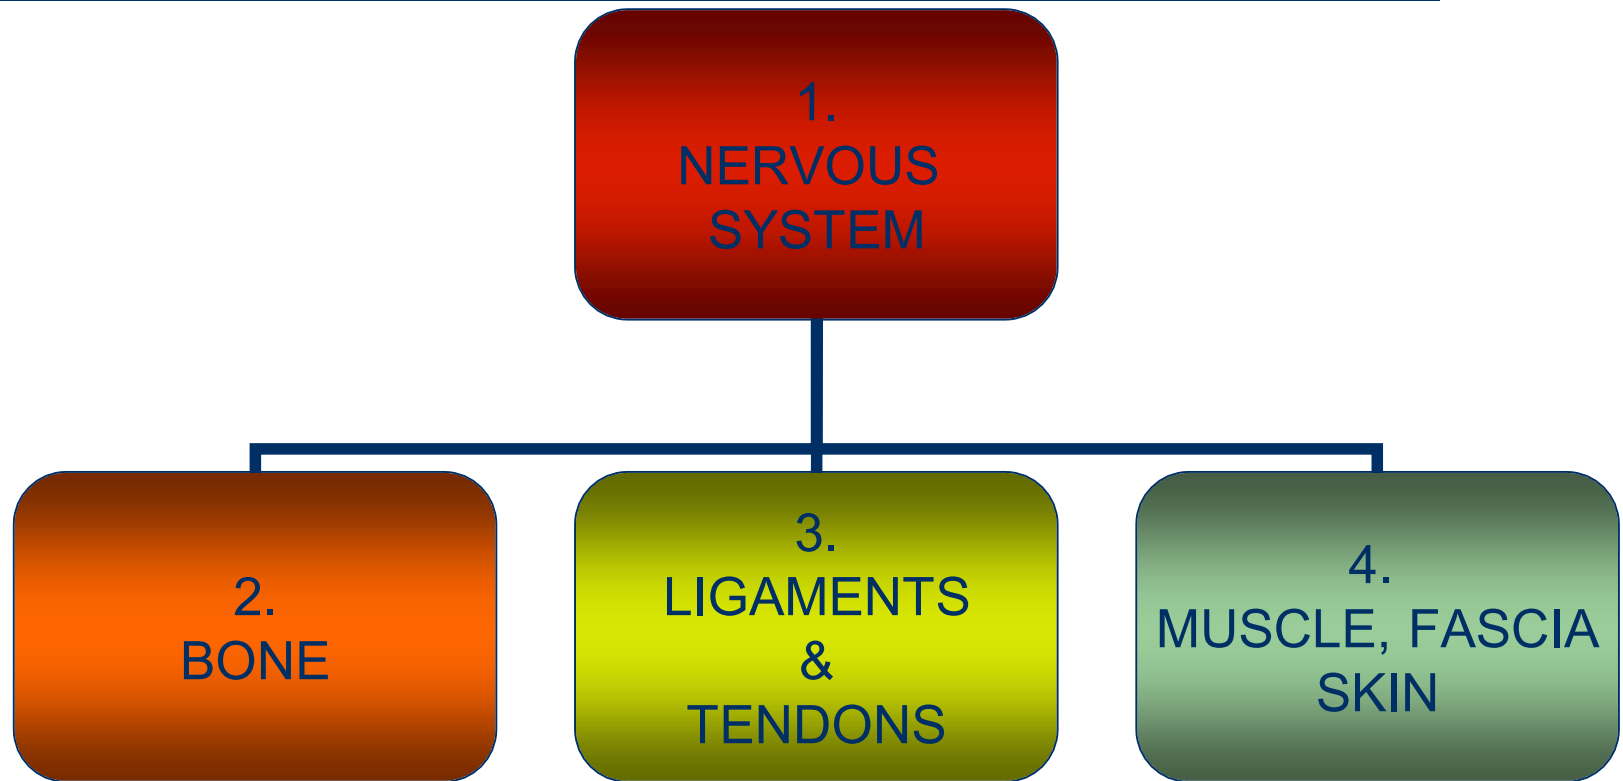 1.
NERVOUS
SYSTEM
2.
BONE
3.
LIGAMENTS
&
TENDONS
4.
MUSCLE, FASCIA
SKIN